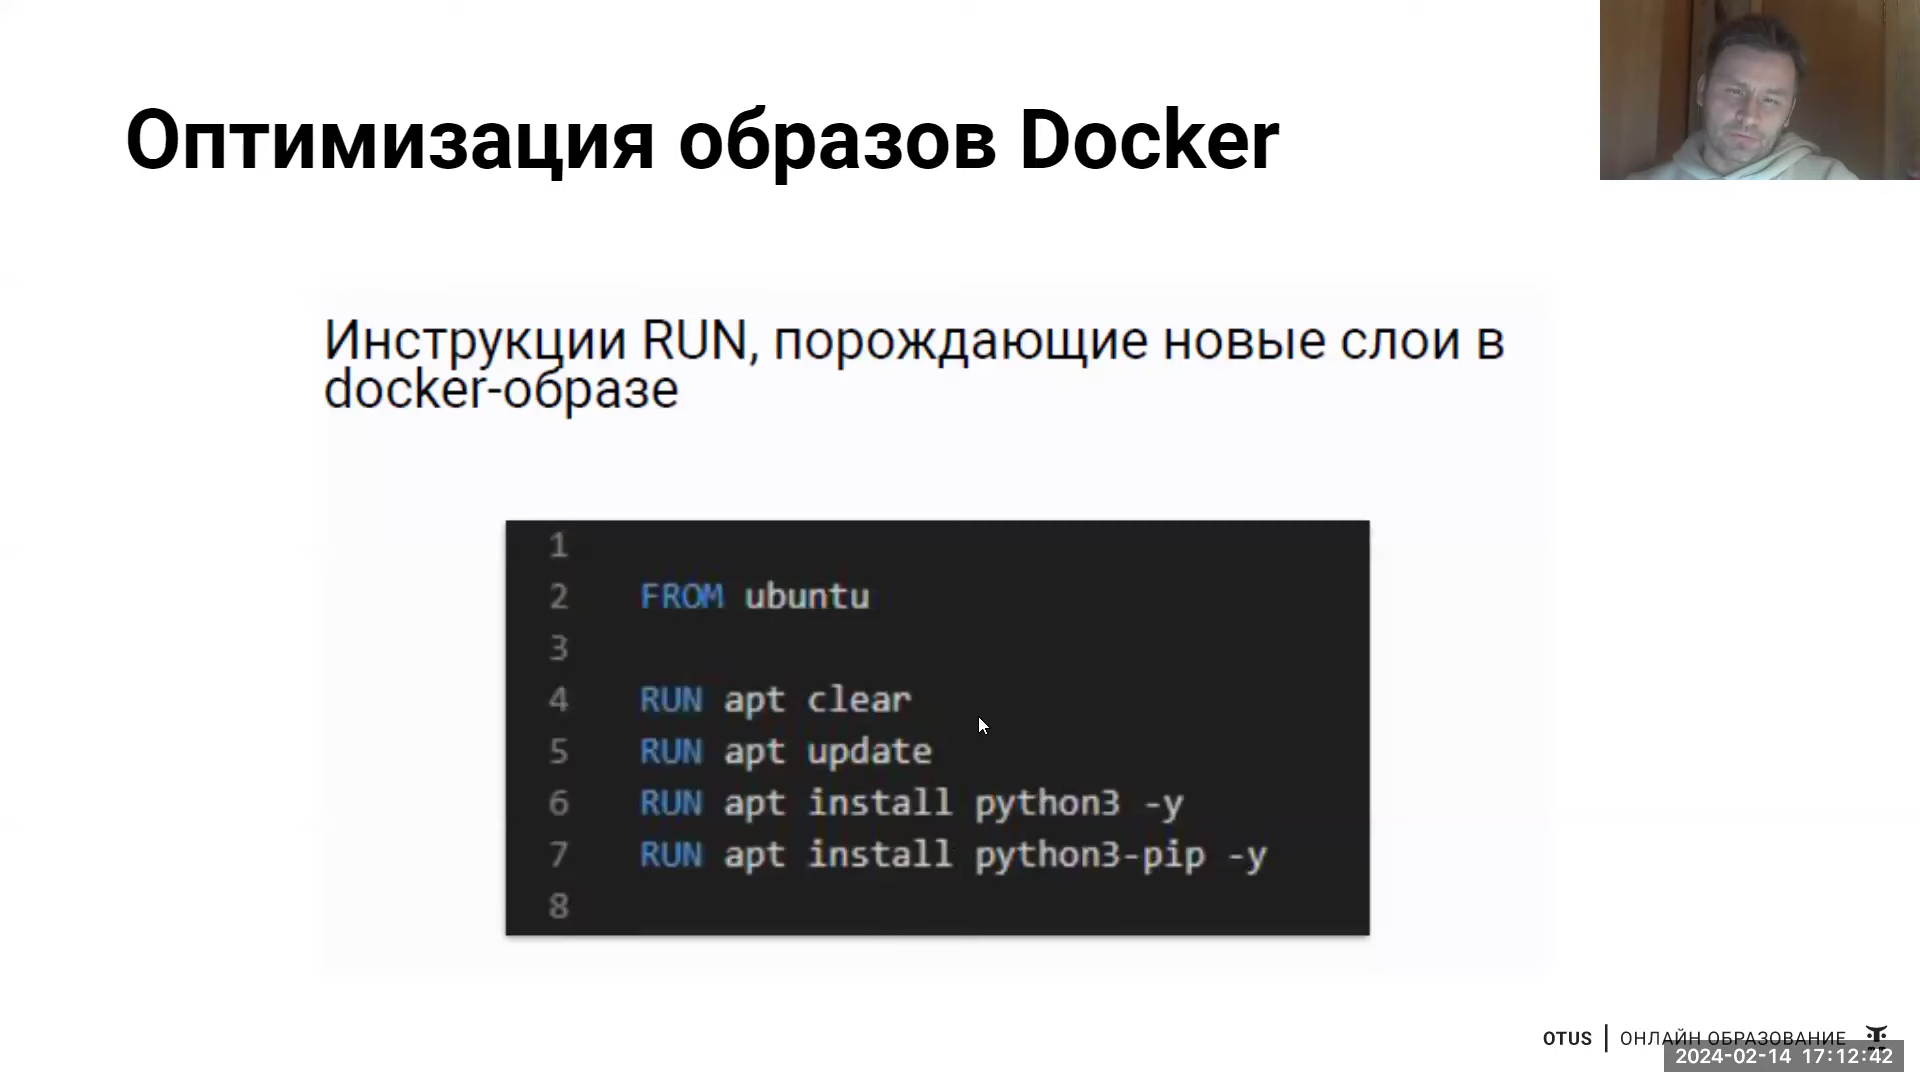 Оптимизация образов Docker
Инструкции RUN, порождающие новые слои в
docker-образе
1
2 FROM ubuntu
3
4 RUN apt clear
5 RUN apt update
6 RUN apt install python3 -y
7 RUN apt install python3-pip -y
8
OTUS | ОНЛАЙН ОБРАЗОВАНИЕ
2024-02-14 17:12:42